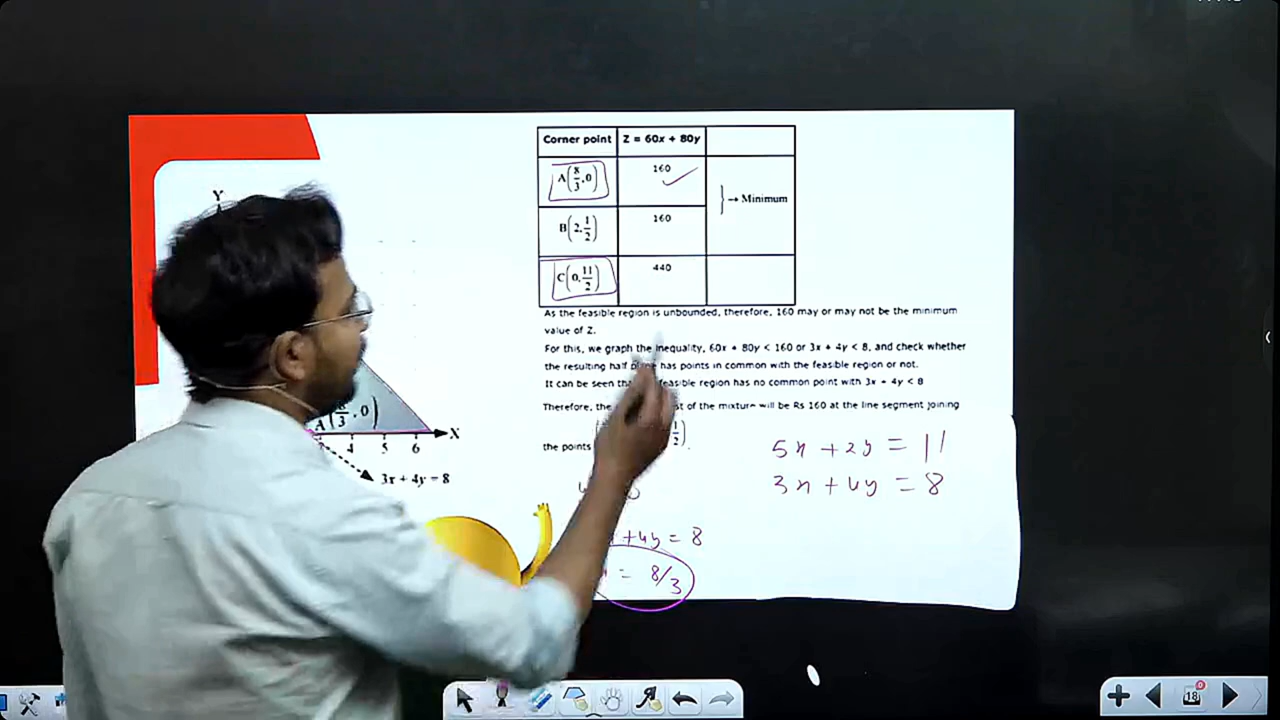 Corner point Z = 60x + 80y
A(8/3, 0) 160
→ Minimum
B(2, 1/2) 160
C(0, 11/2) 440
As the feasible region is unbounded, therefore, 160 may or may not be the minimum
value of Z.
For this, we graph the inequality, 60x + 80y < 160 or 3x + 4y < 8, and check whether
the resulting half plane has points in common with the feasible region or not.
It can be seen feasible region has no common point with 3x + 4y < 8
Therefore, the of the mixture will be Rs 160 at the line segment joining
the points
Y
A(8/3, 0)
X
4 5 6
3x + 4y = 8
5x + 2y = 11
3x + 4y = 8
+ 4y = 8
= 8/3
18